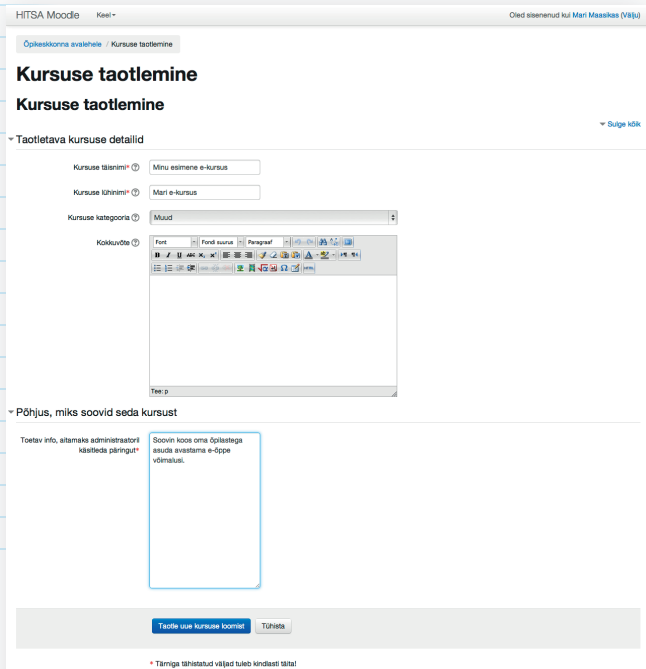 HITSA Moodle Keel
Oled sisenenud kui Mari Maasikas (Välju)
Õpikeskkonna avalehele / Kursuse taotlemine
Kursuse taotlemine
Kursuse taotlemine
Sulge kõik
Taotletava kursuse detailid
Kursuse täisnimi* Minu esimene e-kursus
Kursuse lühinimi* Mari e-kursus
Kursuse kategooria Muud
Kokkuvõte
Font Fondi suurus Paragraaf
B I U ABC X, X'
HTML
Tee: p
Põhjus, miks soovid seda kursust
Toetav info, aitamaks administraatoril
käsitleda päringut*
Soovin koos oma õpilastega
asuda avastama e-õppe
võimalusi.
Taotle uue kursuse loomist Tühista
* Tärniga tähistatud väljad tuleb kindlasti täita!